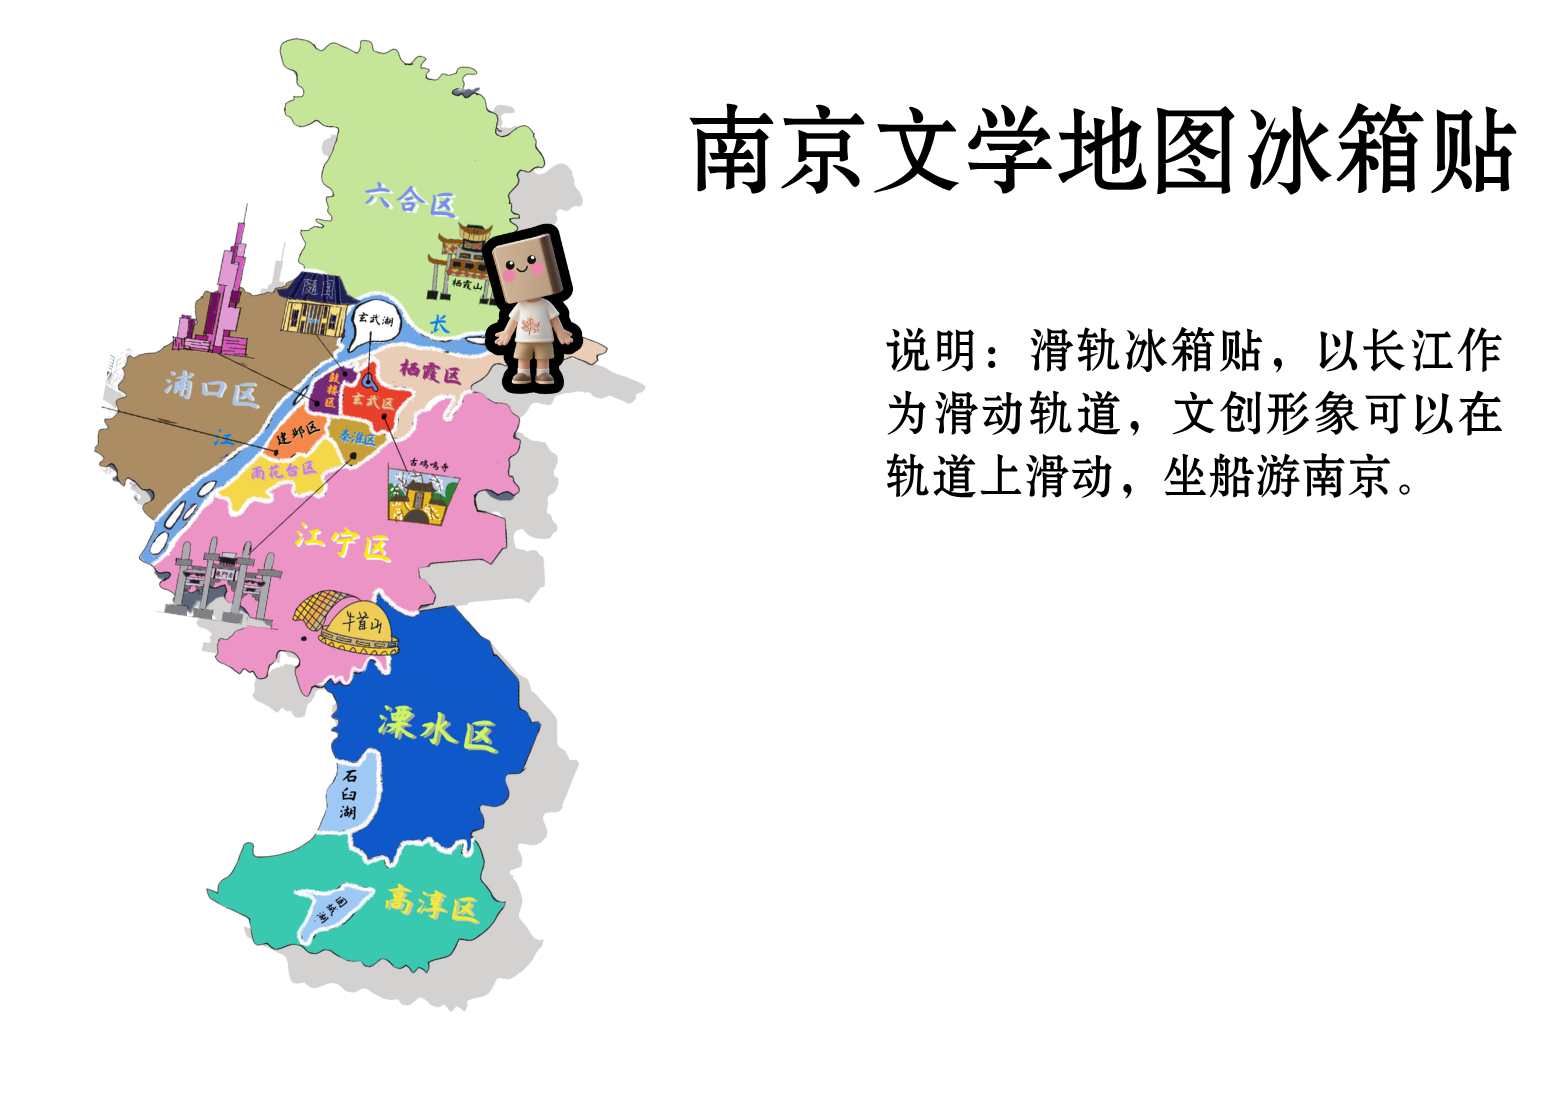 南京文学地图冰箱贴
说明：滑轨冰箱贴，以长江作
为滑动轨道，文创形象可以在
轨道上滑动，坐船游南京。
六合区
栖霞山
随园
玄武湖
长
栖霞区
鼓楼区
玄武区
浦口区
江
建邺区
秦淮区
雨花台区
古鸡鸣寺
江宁区
牛首山
溧水区
石臼湖
高淳区
固城湖